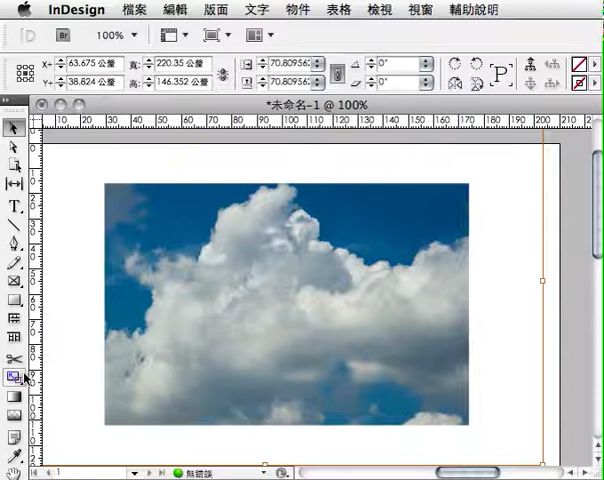 InDesign 檔案 編輯 版面 文字 物件 表格 檢視 視窗 輔助說明
Br 100%
X: 63.675 公釐 寬: 220.35 公釐 70.8095 0°
Y: 38.824 公釐 高: 146.352 公釐 70.8095 0°
P
*未命名-1 @ 100%
10 20 30 40 50 60 70 80 90 100 110 120 130 140 150 160 170 180 190 200 210
T
1 無錯誤